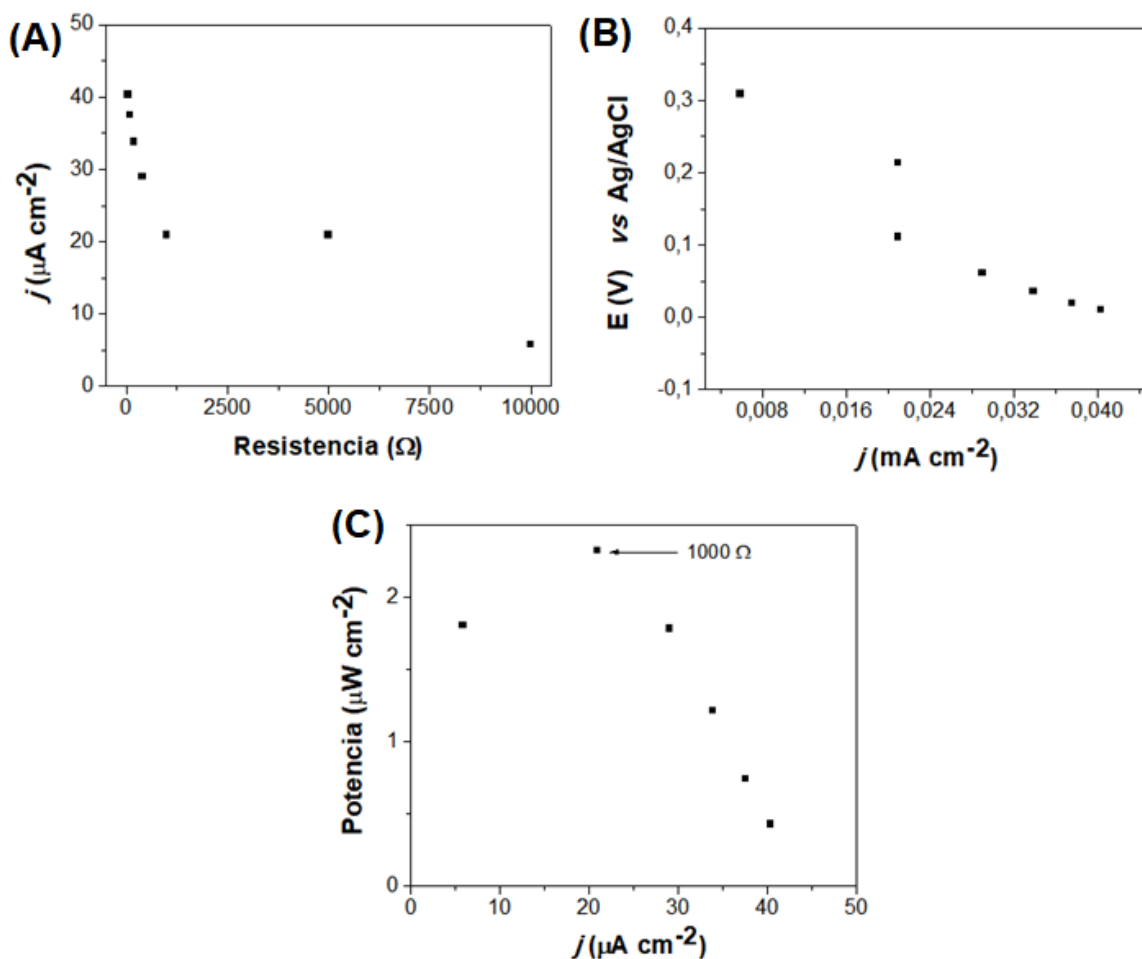 (A)
50
40
30
20
10
0
j (μA cm⁻²)
0 2500 5000 7500 10000
Resistencia (Ω)
(B)
0,4
0,3
0,2
0,1
0,0
-0,1
E (V) vs Ag/AgCl
0,008 0,016 0,024 0,032 0,040
j (mA cm⁻²)
(C)
1000 Ω
2
1
0
Potencia (μW cm⁻²)
0 10 20 30 40 50
j (μA cm⁻²)